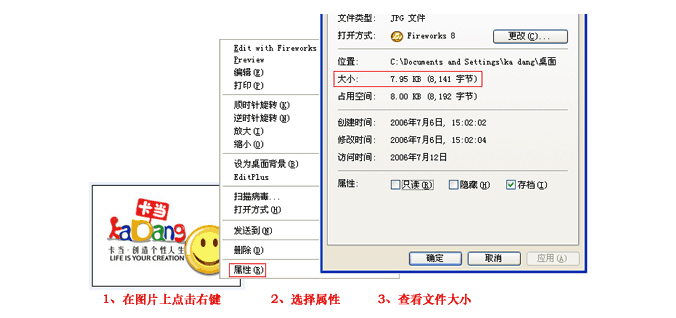 文件类型: JPG 文件
打开方式: Fireworks 8 更改(C)...
位置: C:\Documents and Settings\ka dang\桌面
大小: 7.95 KB (8,141 字节)
占用空间: 8.00 KB (8,192 字节)
创建时间: 2006年7月6日, 15:02:02
修改时间: 2006年7月6日, 15:02:04
访问时间: 2006年7月12日
属性: 只读(R) 隐藏(H) 存档(I)
确定 取消 应用(A)
Edit with Fireworks
Preview
编辑(E)
打印(P)
顺时针旋转(K)
逆时针旋转(W)
放大(I)
缩小(O)
设为桌面背景(B)
EditPlus
扫描病毒...
打开方式(H)
发送到(N)
删除(D)
属性(R)
卡当
kaDang
卡当·创造个性人生
LIFE IS YOUR CREATION
1、在图片上点击右键 2、选择属性 3、查看文件大小